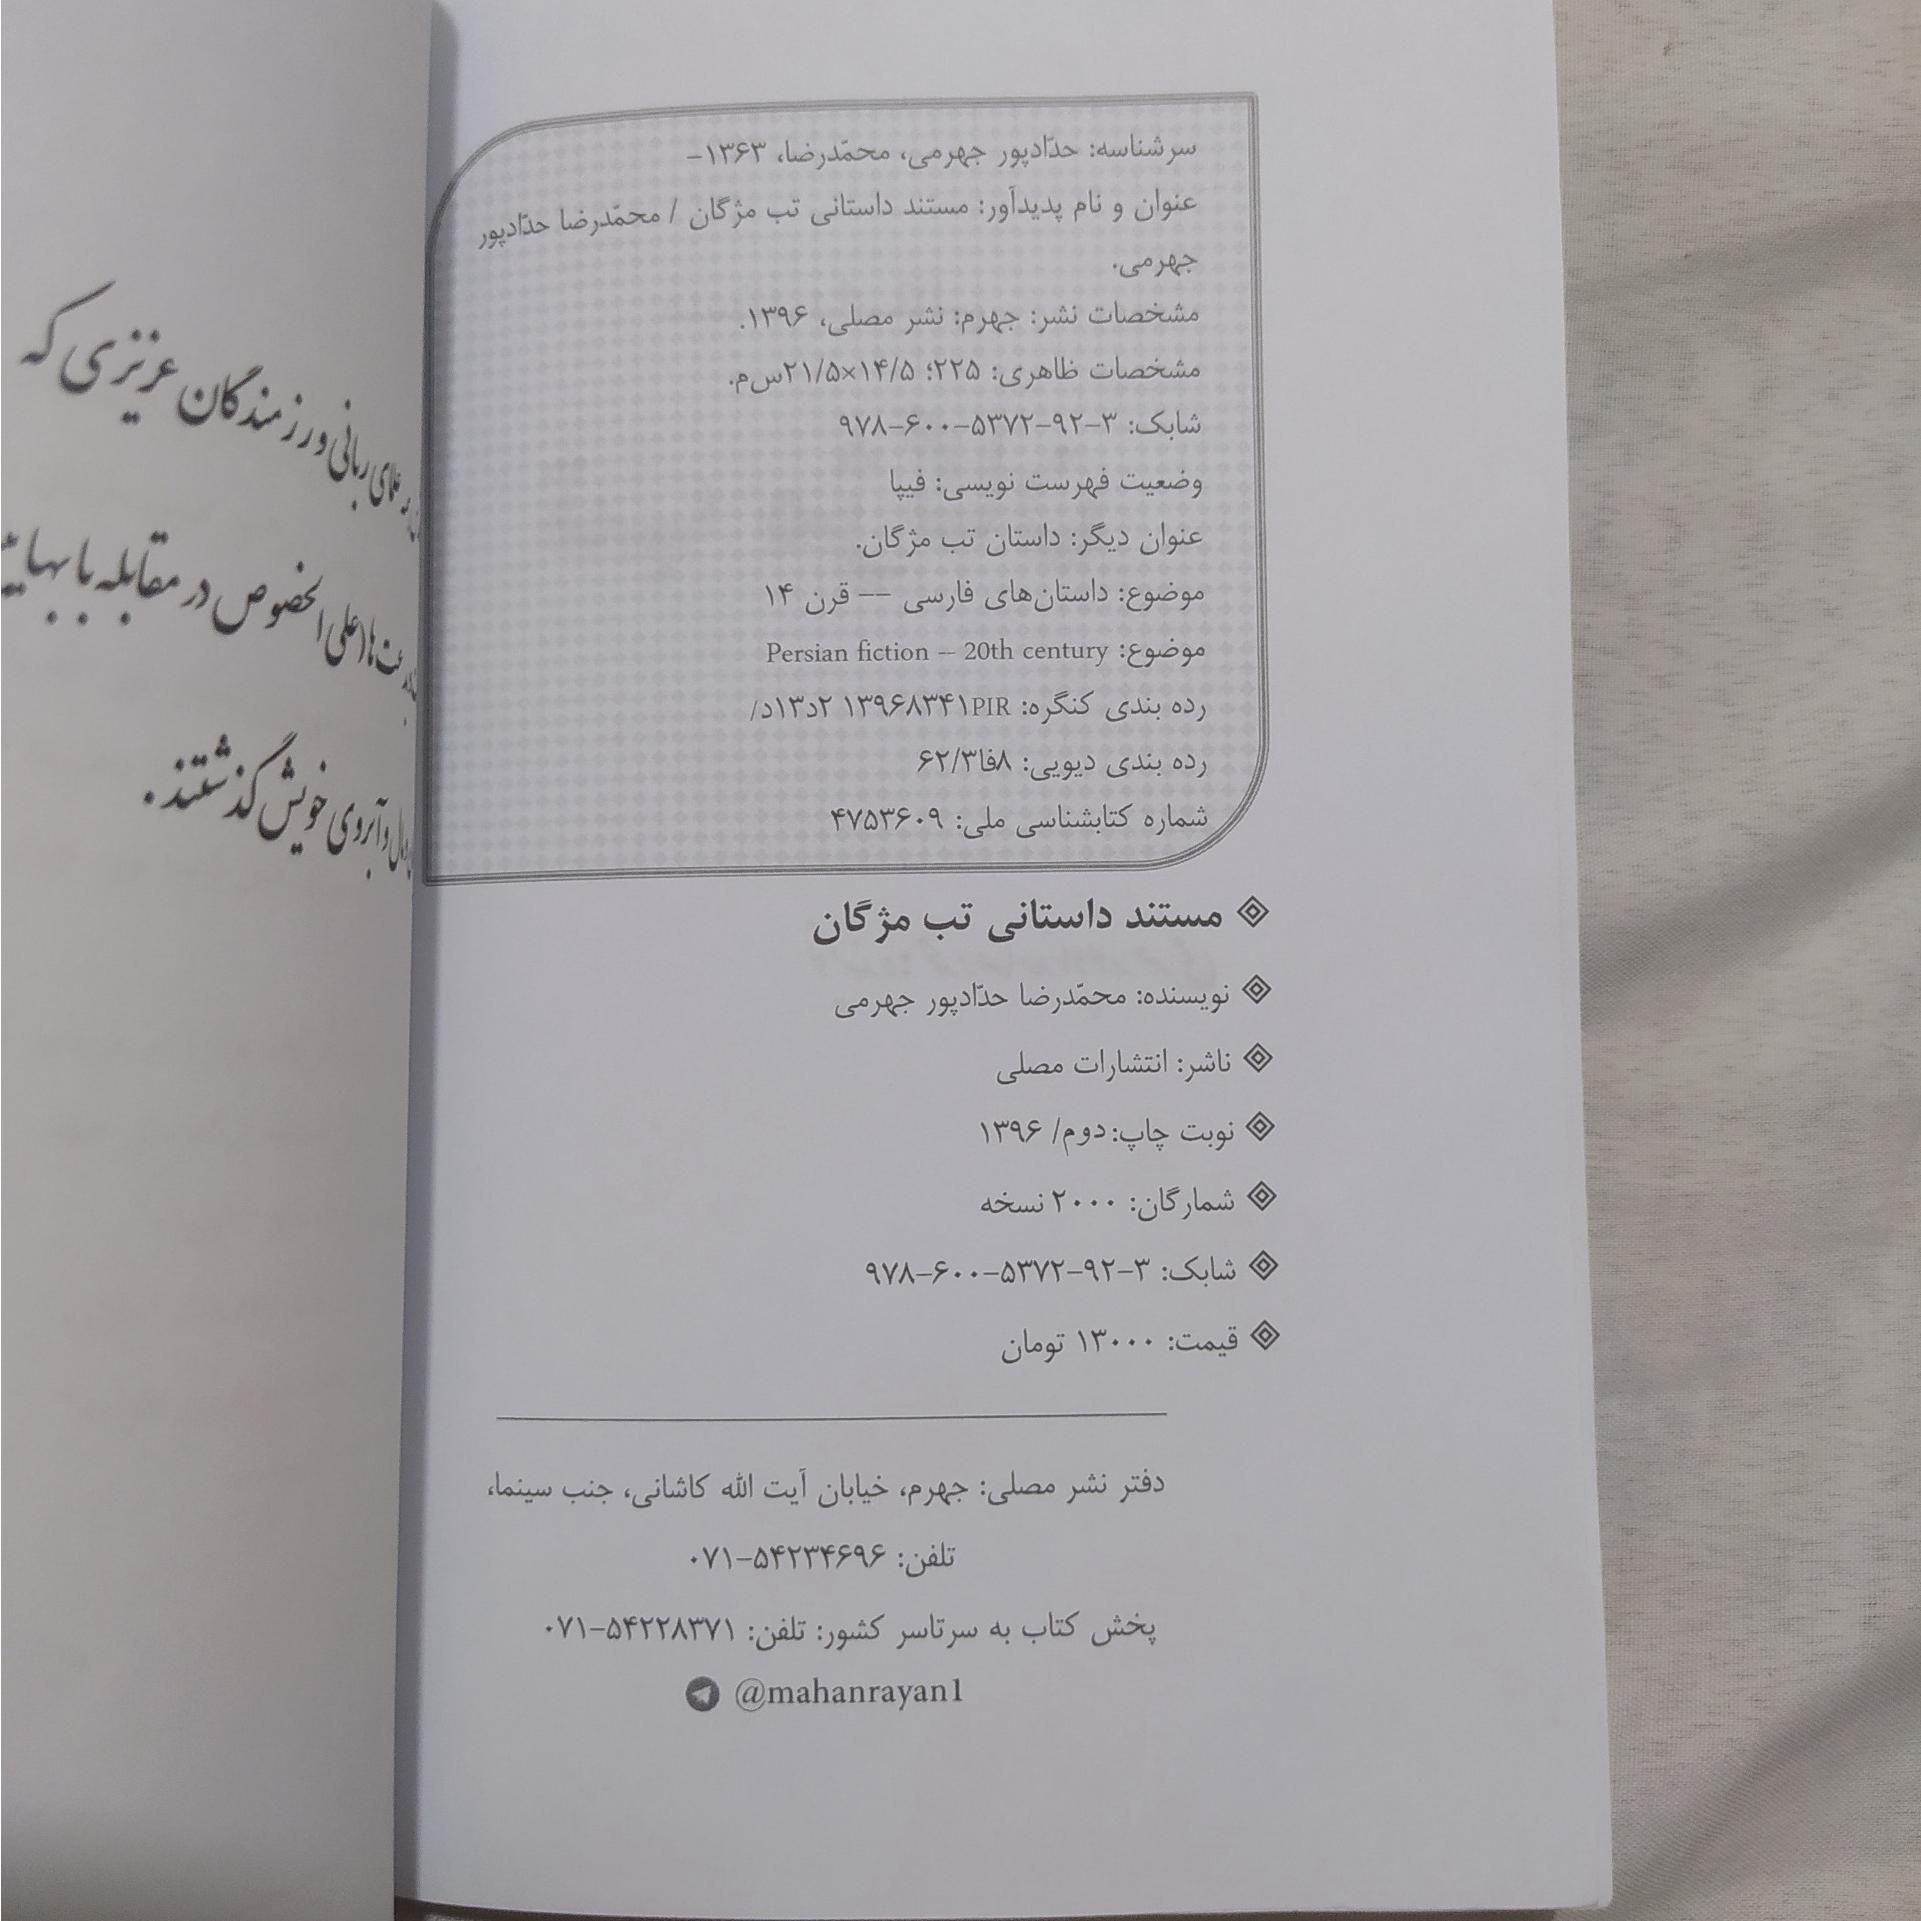 سرشناسه: حدّادپور جهرمی، محمّدرضا، ۱۳۶۳-
عنوان و نام پدیدآور: مستند داستانی تب مژگان / محمّدرضا حدّادپور
جهرمی.
مشخصات نشر: جهرم: نشر مصلی، ۱۳۹۶.
مشخصات ظاهری: ۲۲۵؛ ۱۴/۵×۲۱/۵س‌م.
شابک: ۳-۹۲-۵۳۷۲-۶۰۰-۹۷۸
وضعیت فهرست نویسی: فیپا
عنوان دیگر: داستان تب مژگان.
موضوع: داستان‌های فارسی -- قرن ۱۴
موضوع: Persian fiction -- 20th century
رده بندی کنگره: PIR۱۳۹۶۸۳۴۱ ۲د۱۳د/
رده بندی دیویی: ۸فا۶۲/۳
شماره کتابشناسی ملی: ۴۷۵۳۶۰۹
مستند داستانی تب مژگان
نویسنده: محمّدرضا حدّادپور جهرمی
ناشر: انتشارات مصلی
نوبت چاپ: دوم/ ۱۳۹۶
شمارگان: ۲۰۰۰ نسخه
شابک: ۳-۹۲-۵۳۷۲-۶۰۰-۹۷۸
قیمت: ۱۳۰۰۰ تومان
دفتر نشر مصلی: جهرم، خیابان آیت الله کاشانی، جنب سینما،
تلفن: ۵۴۲۳۴۶۹۶-۰۷۱
پخش کتاب به سرتاسر کشور: تلفن: ۵۴۲۲۸۳۷۱-۰۷۱
@mahanrayan1
علمای ربانی و رزمندگان عزیزی که
علی الخصوص در مقابله با
مال و آبروی خویش گذشتند.